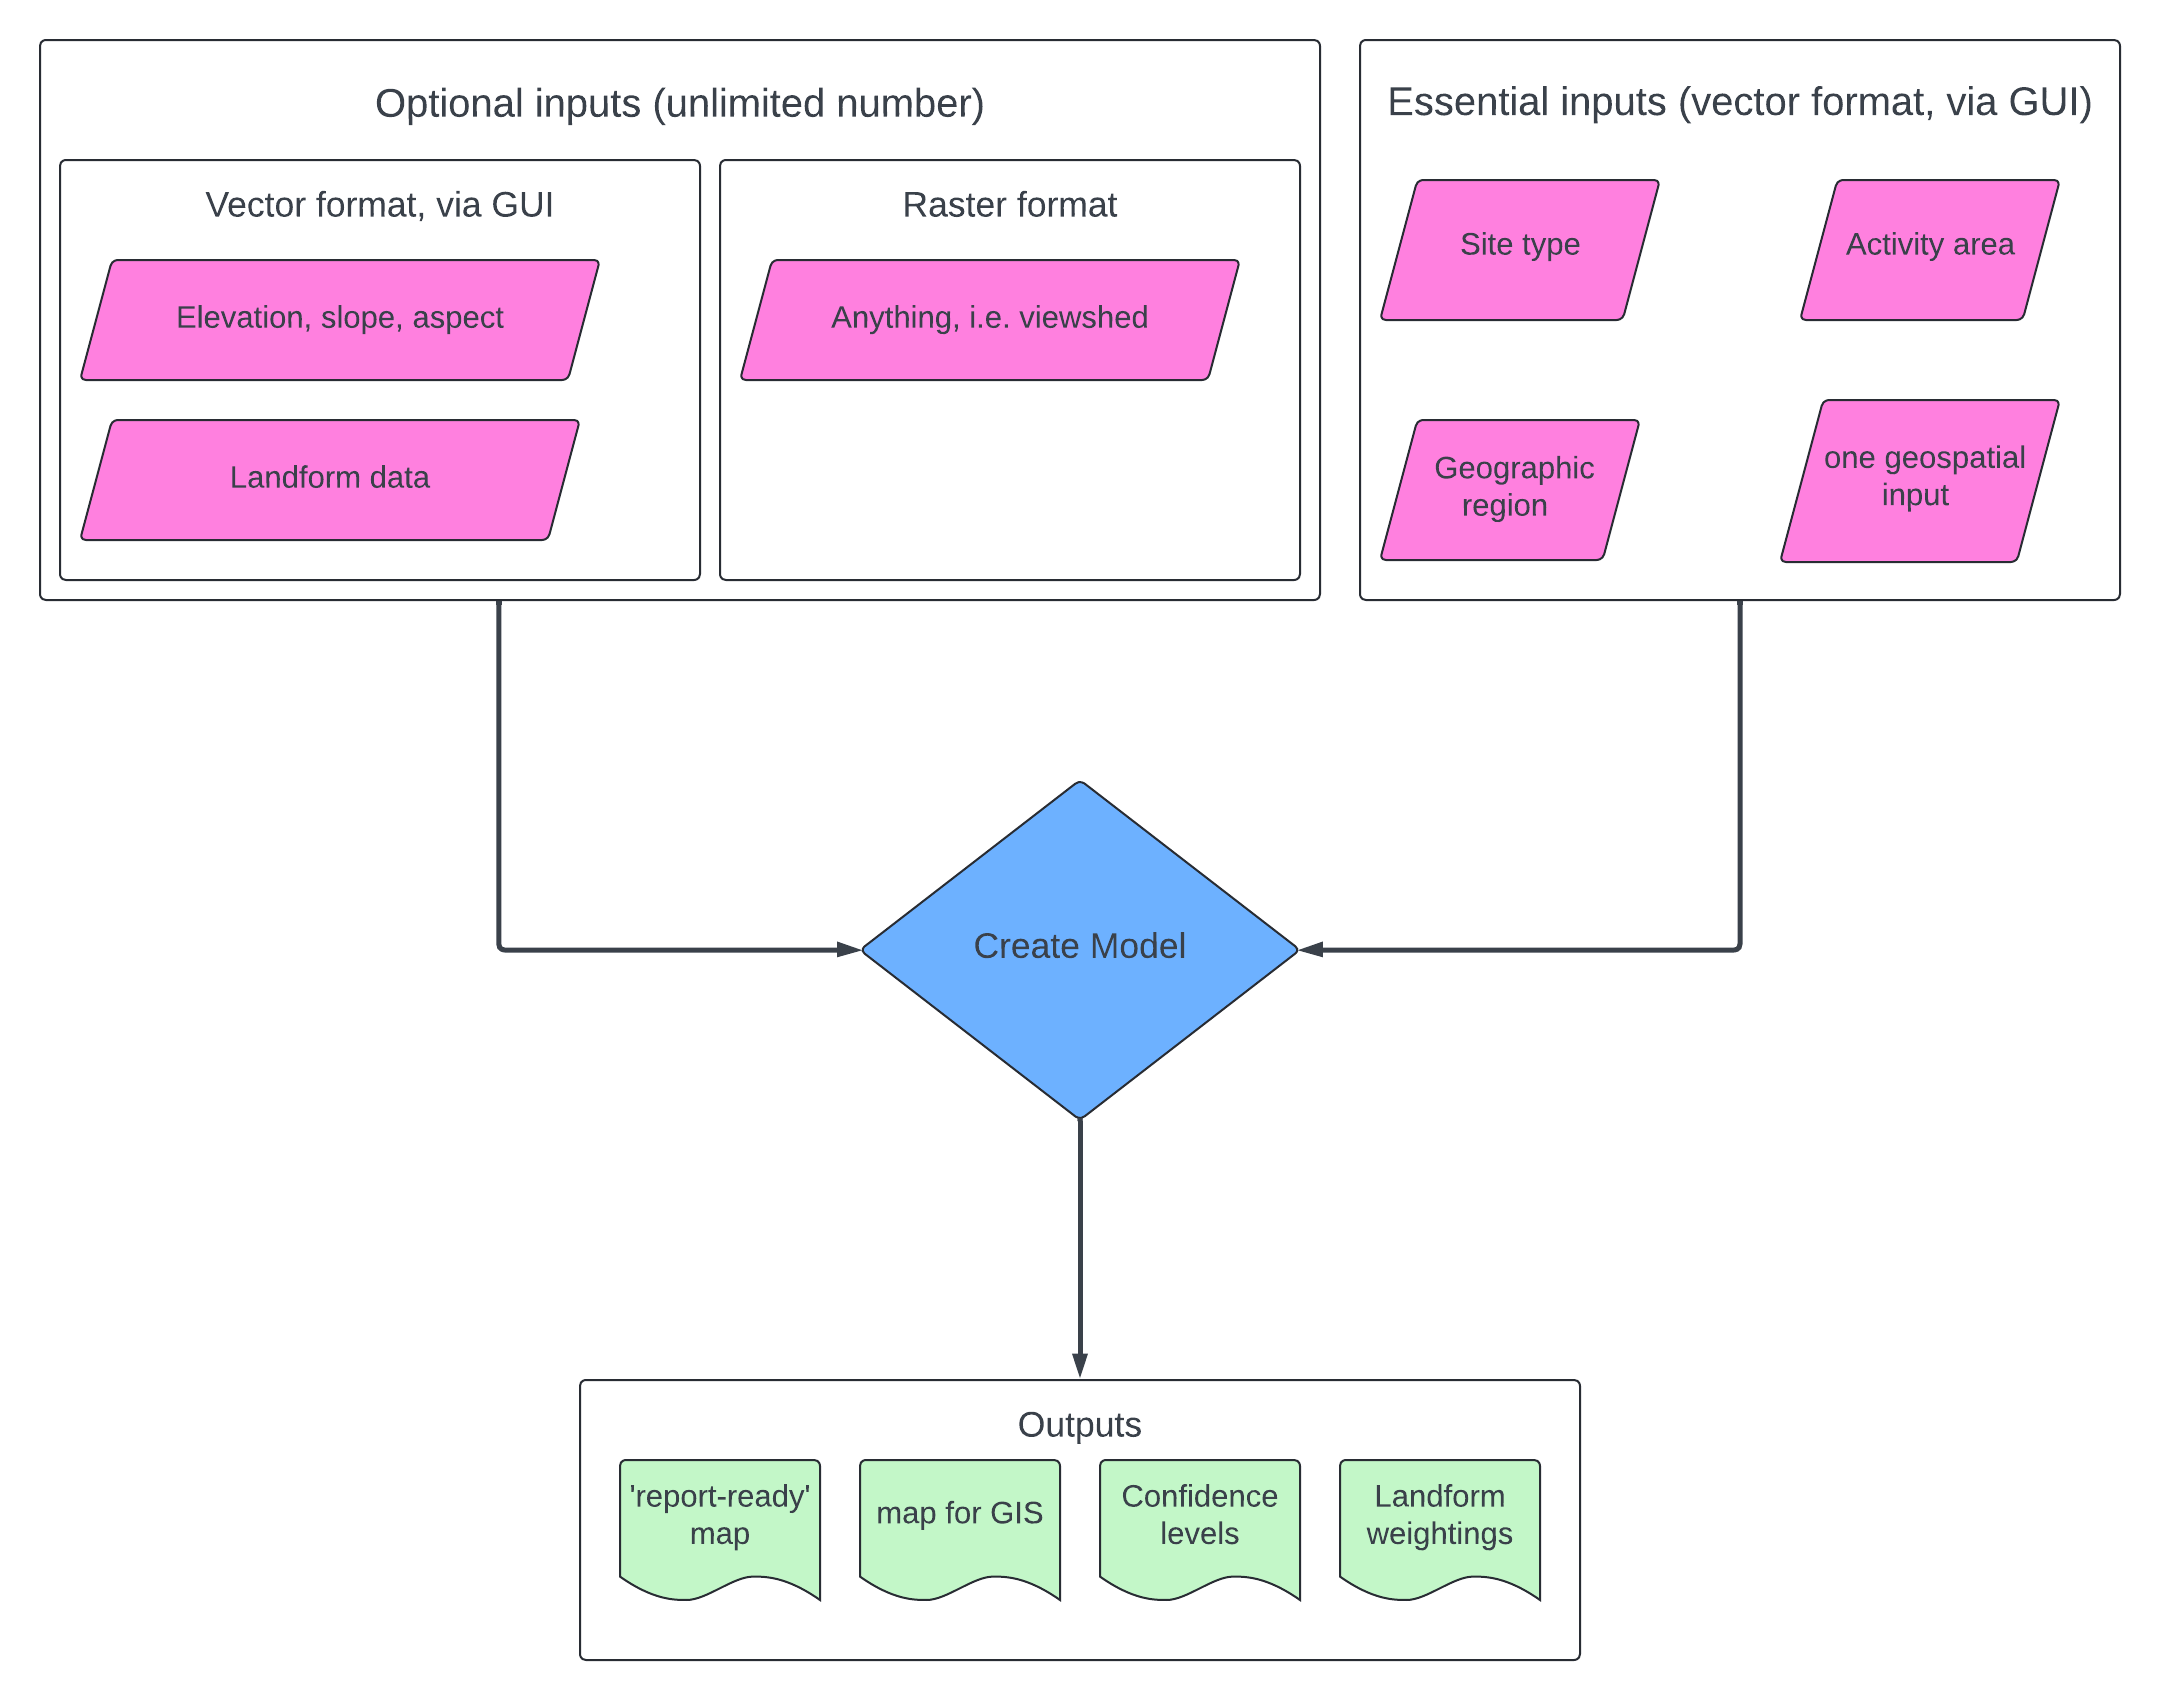 Optional inputs (unlimited number)
Vector format, via GUI
Elevation, slope, aspect
Landform data
Raster format
Anything, i.e. viewshed
Essential inputs (vector format, via GUI)
Site type
Activity area
Geographic
region
one geospatial
input
Create Model
Outputs
'report-ready'
map
map for GIS
Confidence
levels
Landform
weightings